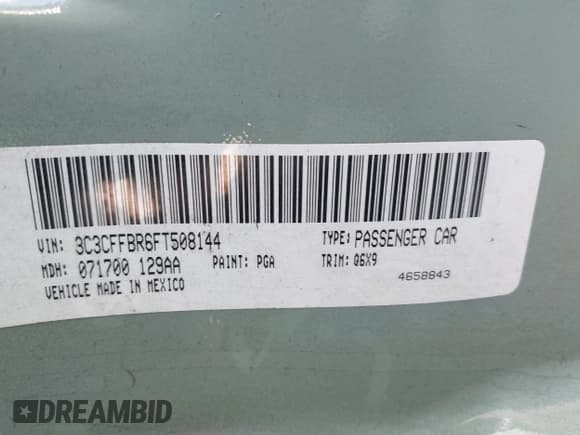 VIN: 3C3CFFBR6FT508144 TYPE: PASSENGER CAR
MDH: 071700 129AA PAINT: PGA TRIM: Q6X9
VEHICLE MADE IN MEXICO 4658843
DREAMBID